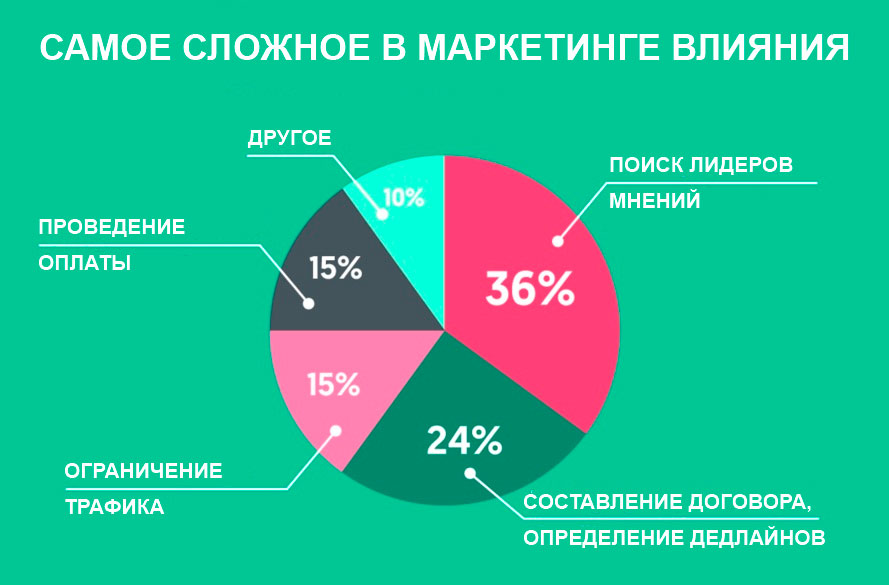 САМОЕ СЛОЖНОЕ В МАРКЕТИНГЕ ВЛИЯНИЯ
ДРУГОЕ
10%
ПОИСК ЛИДЕРОВ
МНЕНИЙ
36%
ПРОВЕДЕНИЕ
ОПЛАТЫ
15%
15%
ОГРАНИЧЕНИЕ
ТРАФИКА
24%
СОСТАВЛЕНИЕ ДОГОВОРА,
ОПРЕДЕЛЕНИЕ ДЕДЛАЙНОВ